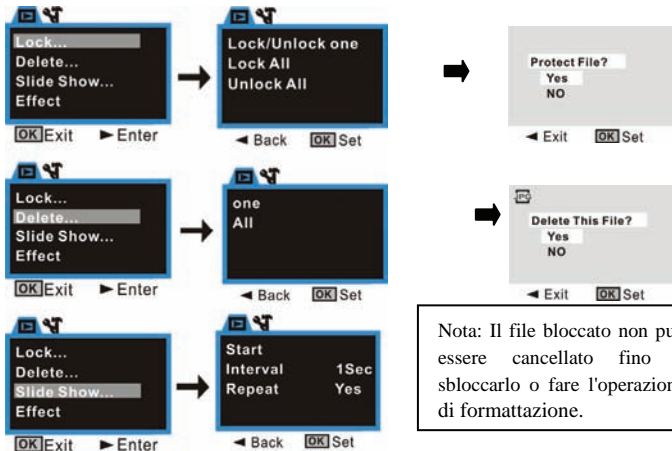 Lock...
Delete...
Slide Show...
Effect
OK Exit ► Enter
Lock/Unlock one
Lock All
Unlock All
◄ Back OK Set
Protect File?
Yes
NO
◄ Exit OK Set
Lock...
Delete...
Slide Show...
Effect
OK Exit ► Enter
one
All
◄ Back OK Set
Delete This File?
Yes
NO
◄ Exit OK Set
Lock...
Delete...
Slide Show...
Effect
OK Exit ► Enter
Start
Interval 1Sec
Repeat Yes
◄ Back OK Set
Nota: Il file bloccato non pu
essere cancellato fino
sbloccarlo o fare l'operazion
di formattazione.